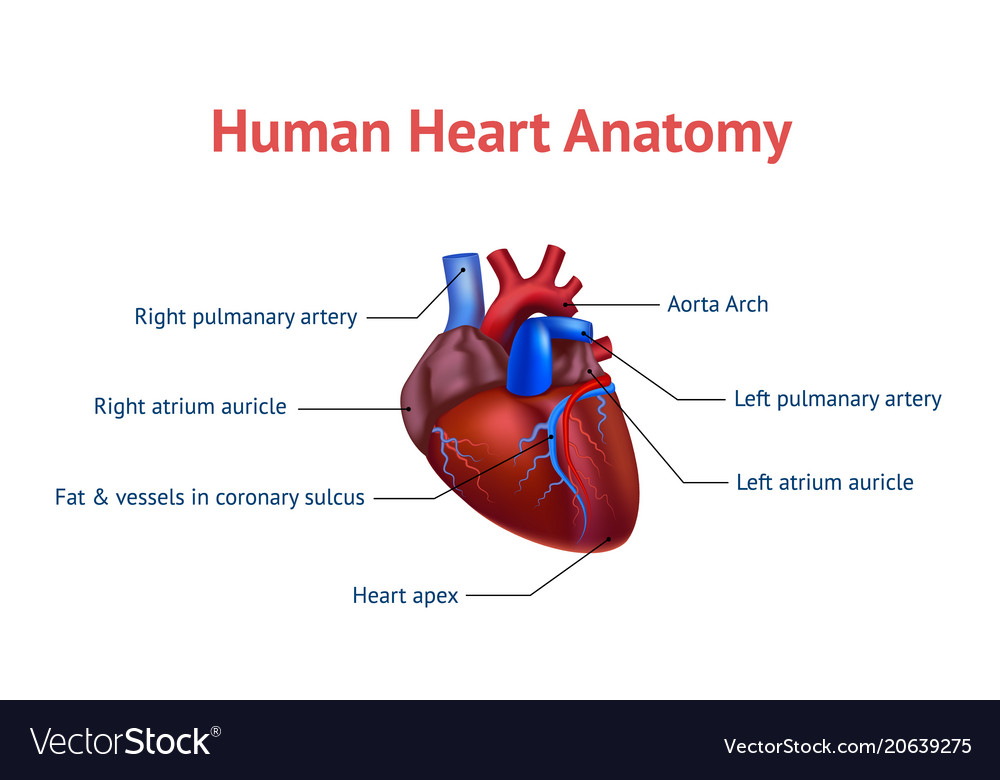 Human Heart Anatomy
Right pulmanary artery
Aorta Arch
Right atrium auricle
Left pulmanary artery
Fat & vessels in coronary sulcus
Left atrium auricle
Heart apex
VectorStock®
VectorStock.com/20639275